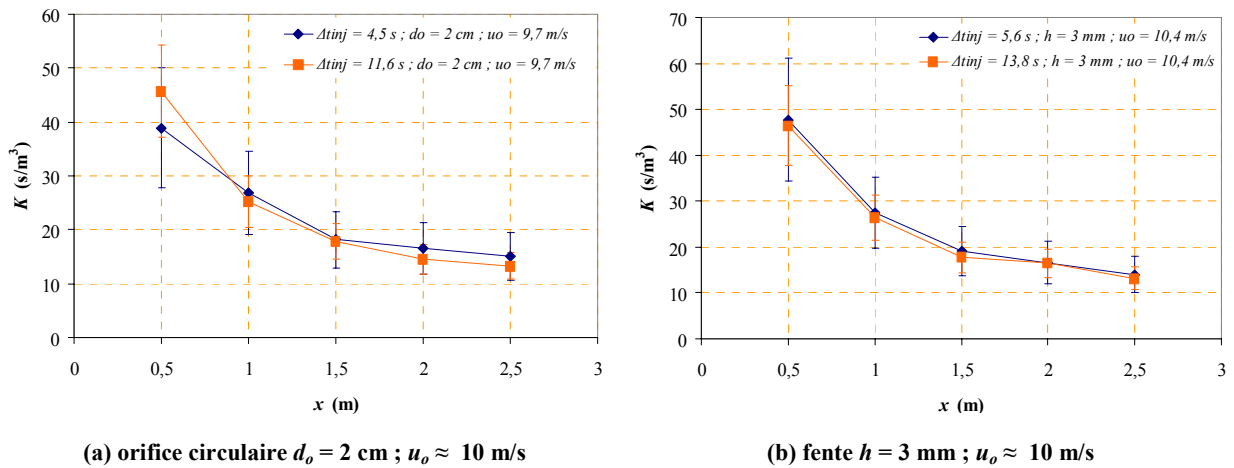 60
50
40
30
20
10
0
K (s/m³)
Δtinj = 4,5 s ; do = 2 cm ; uo = 9,7 m/s
Δtinj = 11,6 s ; do = 2 cm ; uo = 9,7 m/s
0 0,5 1 1,5 2 2,5 3
x (m)
(a) orifice circulaire dₒ = 2 cm ; uₒ ≈ 10 m/s
70
60
50
40
30
20
10
0
K (s/m³)
Δtinj = 5,6 s ; h = 3 mm ; uo = 10,4 m/s
Δtinj = 13,8 s ; h = 3 mm ; uo = 10,4 m/s
0 0,5 1 1,5 2 2,5 3
x (m)
(b) fente h = 3 mm ; uₒ ≈ 10 m/s